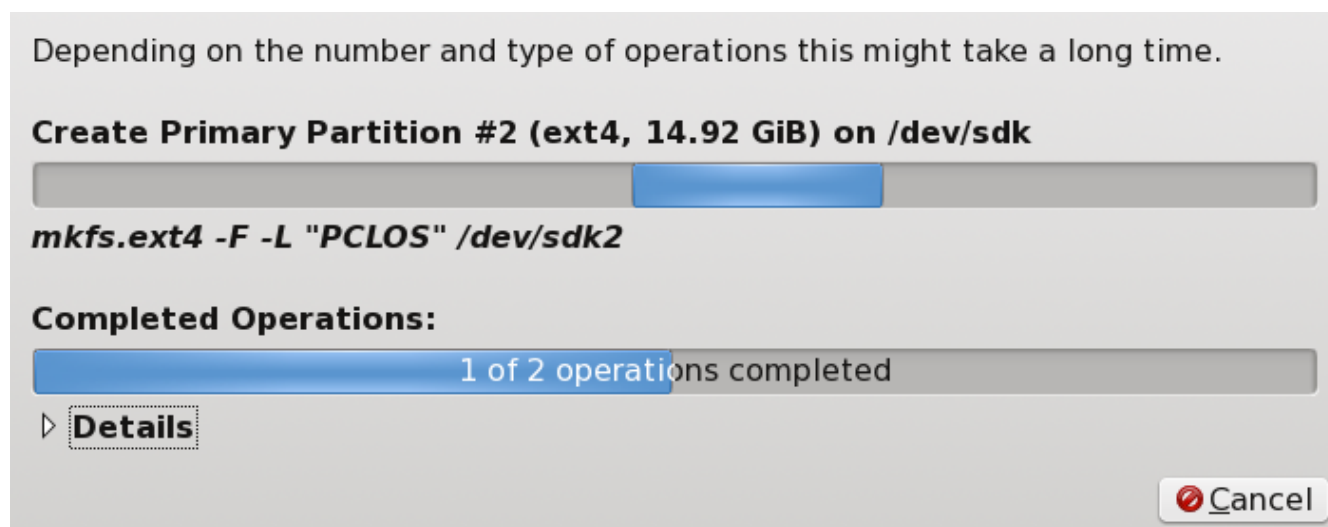 Depending on the number and type of operations this might take a long time.
Create Primary Partition #2 (ext4, 14.92 GiB) on /dev/sdk
mkfs.ext4 -F -L "PCLOS" /dev/sdk2
Completed Operations:
1 of 2 operations completed
Details
Cancel